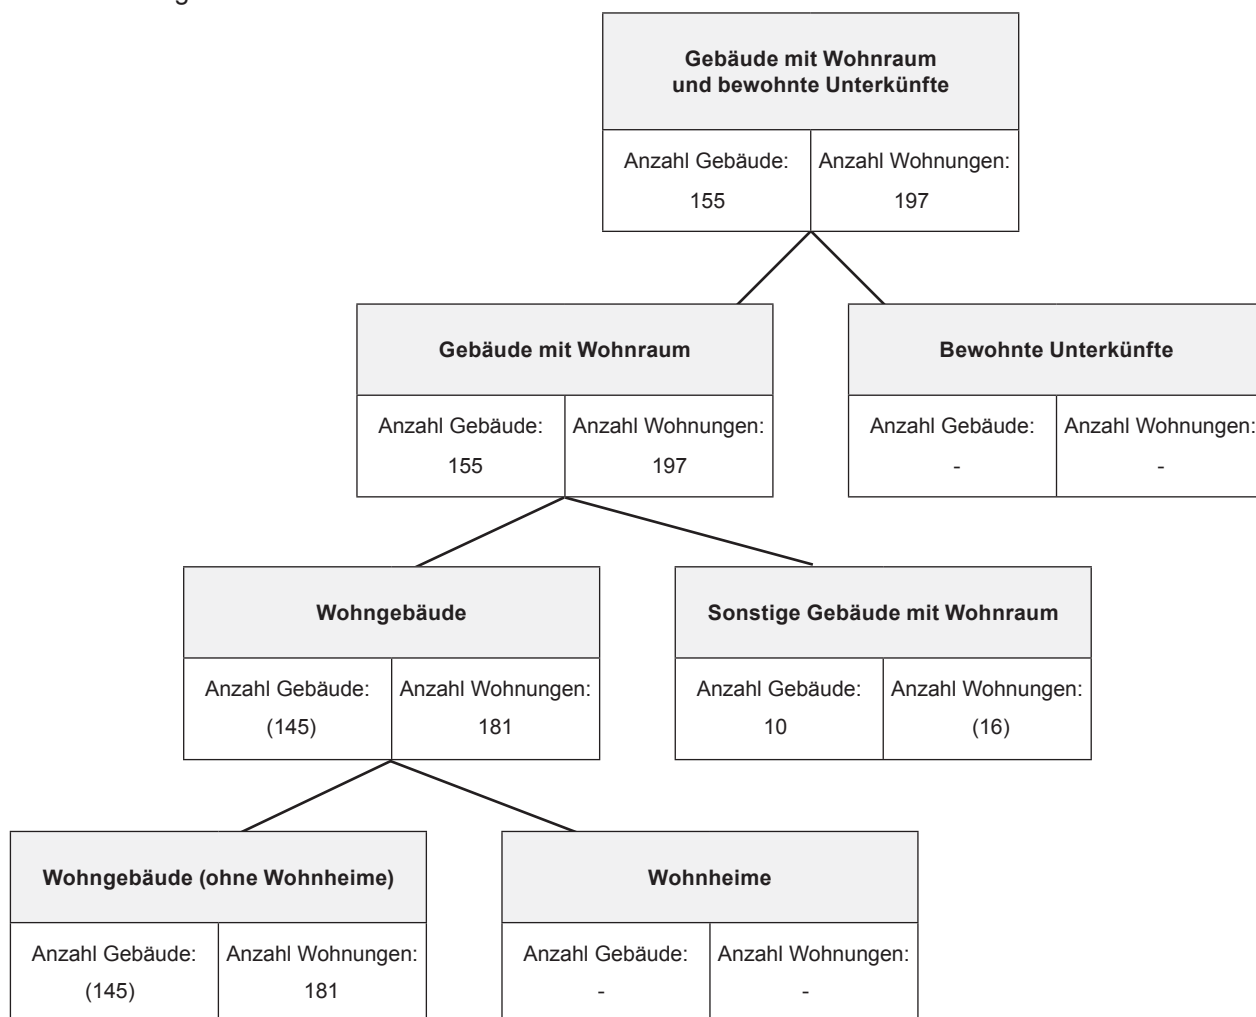 Gebäude mit Wohnraum
und bewohnte Unterkünfte
Anzahl Gebäude: Anzahl Wohnungen:
155 197
Gebäude mit Wohnraum Bewohnte Unterkünfte
Anzahl Gebäude: Anzahl Wohnungen: Anzahl Gebäude: Anzahl Wohnungen:
155 197 - -
Wohngebäude Sonstige Gebäude mit Wohnraum
Anzahl Gebäude: Anzahl Wohnungen: Anzahl Gebäude: Anzahl Wohnungen:
(145) 181 10 (16)
Wohngebäude (ohne Wohnheime) Wohnheime
Anzahl Gebäude: Anzahl Wohnungen: Anzahl Gebäude: Anzahl Wohnungen:
(145) 181 - -